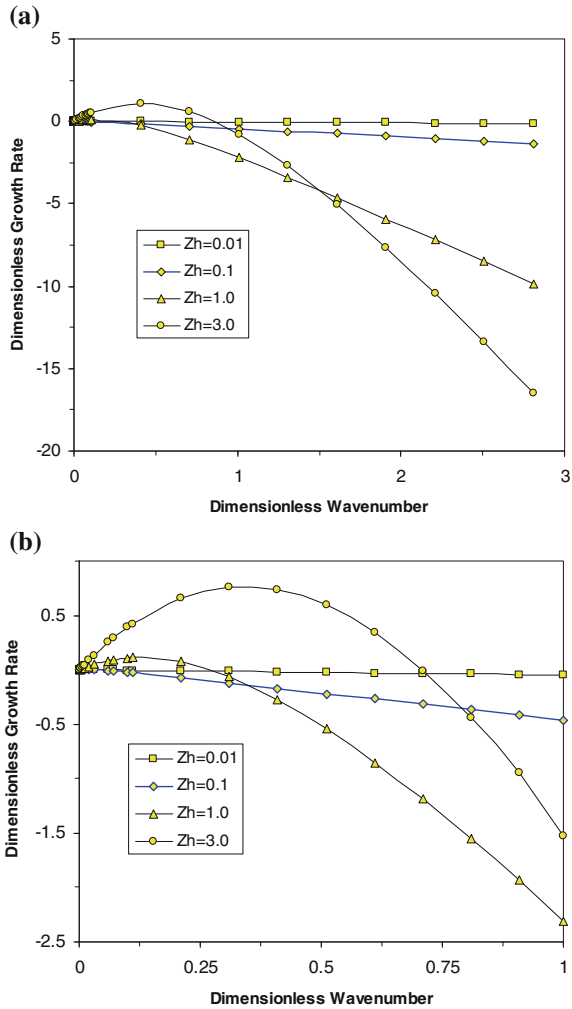 (a)
5
0
-5
-10
-15
-20
Dimensionless Growth Rate
Zh=0.01
Zh=0.1
Zh=1.0
Zh=3.0
0
1
2
3
Dimensionless Wavenumber
(b)
0.5
-0.5
-1.5
-2.5
Dimensionless Growth Rate
Zh=0.01
Zh=0.1
Zh=1.0
Zh=3.0
0
0.25
0.5
0.75
1
Dimensionless Wavenumber